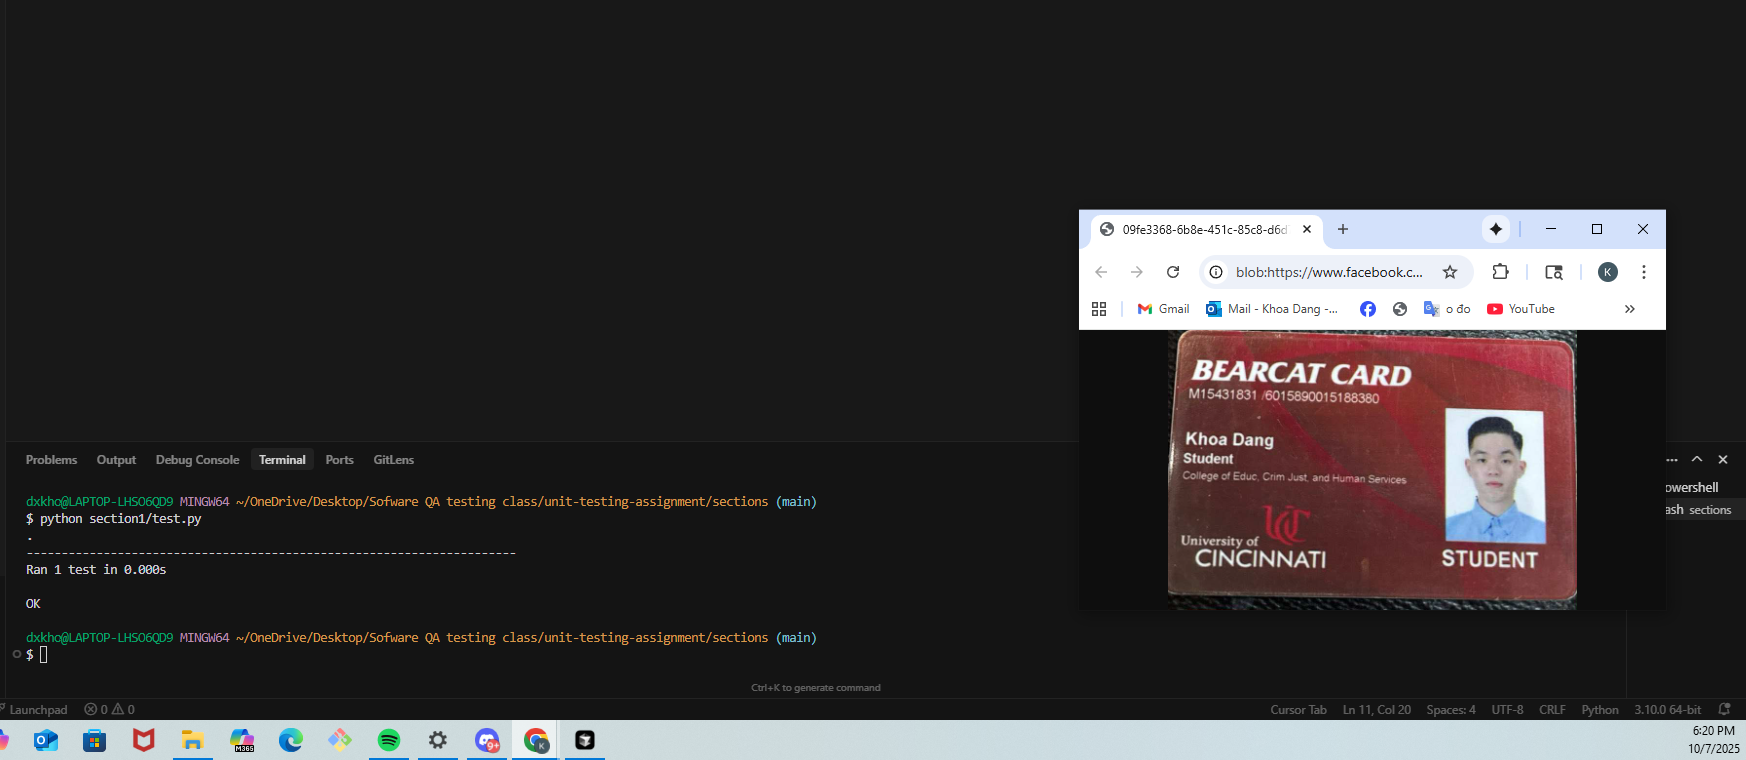 Problems Output Debug Console Terminal Ports GitLens
dxkho@LAPTOP-LHSO6QD9 MINGW64 ~/OneDrive/Desktop/Sofware QA testing class/unit-testing-assignment/sections (main)
$ python section1/test.py
.
----------------------------------------------------------------------
Ran 1 test in 0.000s
OK
dxkho@LAPTOP-LHSO6QD9 MINGW64 ~/OneDrive/Desktop/Sofware QA testing class/unit-testing-assignment/sections (main)
$
Ctrl+K to generate command
09fe3368-6b8e-451c-85c8-d6d
blob:https://www.facebook.c...
K
Gmail Mail - Khoa Dang -... o đo YouTube
BEARCAT CARD
M15431831 /6015890015188380
Khoa Dang
Student
College of Educ, Crim Just, and Human Services
UC
University of
CINCINNATI
STUDENT
owershell
ash sections
Launchpad 0 0 Cursor Tab Ln 11, Col 20 Spaces: 4 UTF-8 CRLF Python 3.10.0 64-bit
M365
9+
K
6:20 PM
10/7/2025